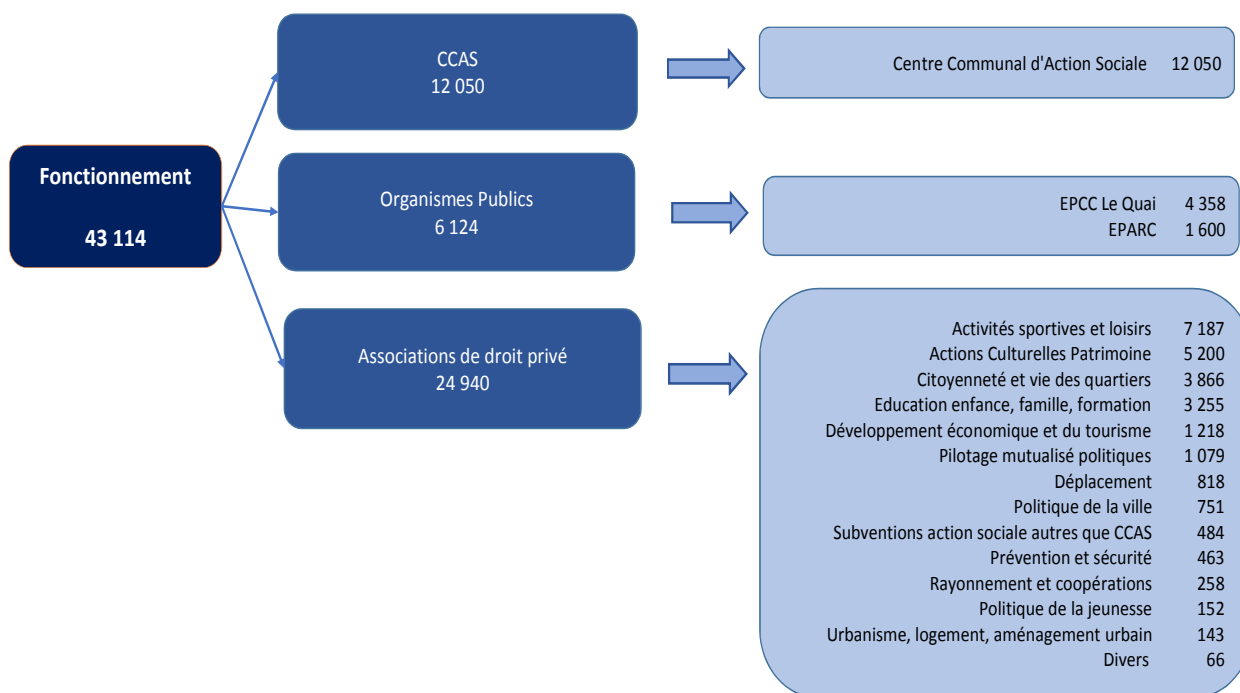 Fonctionnement
43 114
CCAS
12 050
Centre Communal d'Action Sociale 12 050
Organismes Publics
6 124
EPCC Le Quai 4 358
EPARC 1 600
Associations de droit privé
24 940
Activités sportives et loisirs 7 187
Actions Culturelles Patrimoine 5 200
Citoyenneté et vie des quartiers 3 866
Education enfance, famille, formation 3 255
Développement économique et du tourisme 1 218
Pilotage mutualisé politiques 1 079
Déplacement 818
Politique de la ville 751
Subventions action sociale autres que CCAS 484
Prévention et sécurité 463
Rayonnement et coopérations 258
Politique de la jeunesse 152
Urbanisme, logement, aménagement urbain 143
Divers 66